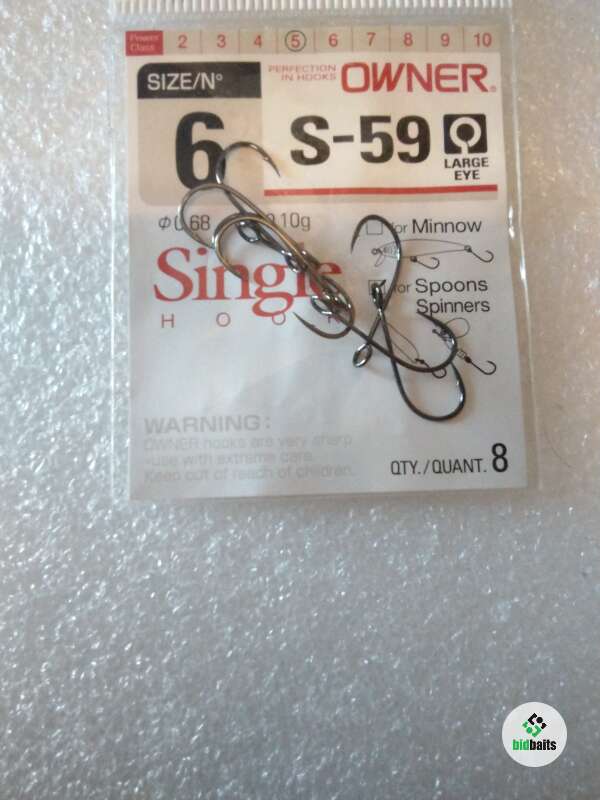 Power Class 2 3 4 5 6 7 8 9 10
SIZE/N°
PERFECTION IN HOOKS OWNER®
6
S-59
LARGE EYE
for Minnow
Single
HOOK
for Spoons
Spinners
WARNING:
OWNER hooks are very sharp
-use with extreme care.
Keep out of reach of children.
QTY./QUANT. 8
bidbaits